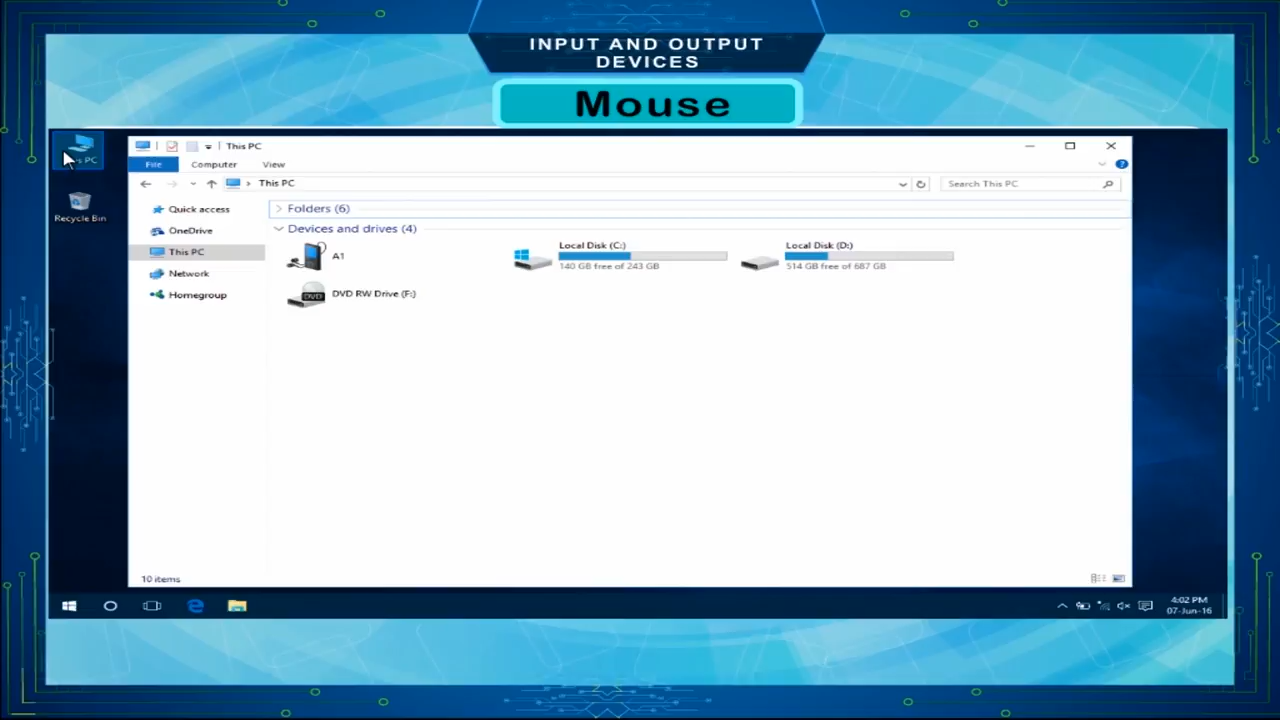 INPUT AND OUTPUT
DEVICES
Mouse
This PC
File Computer View
This PC
Search This PC
PC
Recycle Bin
Quick access
OneDrive
This PC
Network
Homegroup
Folders (6)
Devices and drives (4)
A1
Local Disk (C:)
140 GB free of 243 GB
Local Disk (D:)
514 GB free of 687 GB
DVD
DVD RW Drive (F:)
10 items
4:02 PM
07-Jun-16